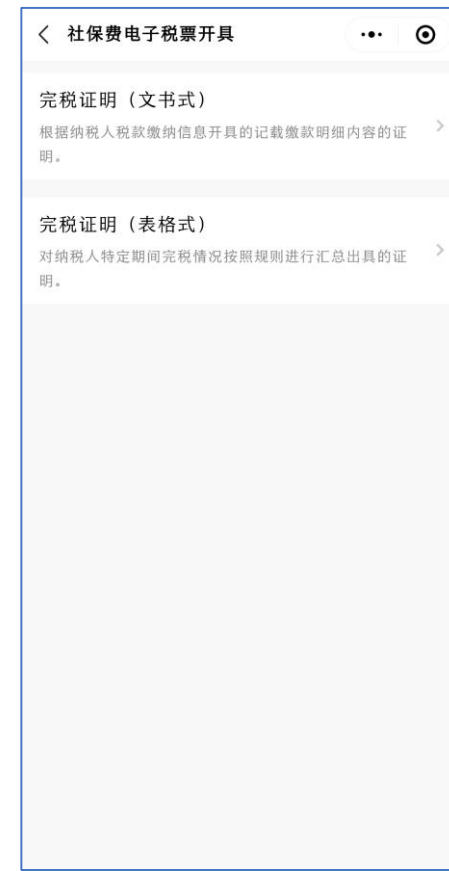 社保费电子税票开具
完税证明（文书式）
根据纳税人税款缴纳信息开具的记载缴款明细内容的证
明。
完税证明（表格式）
对纳税人特定期间完税情况按照规则进行汇总出具的证
明。